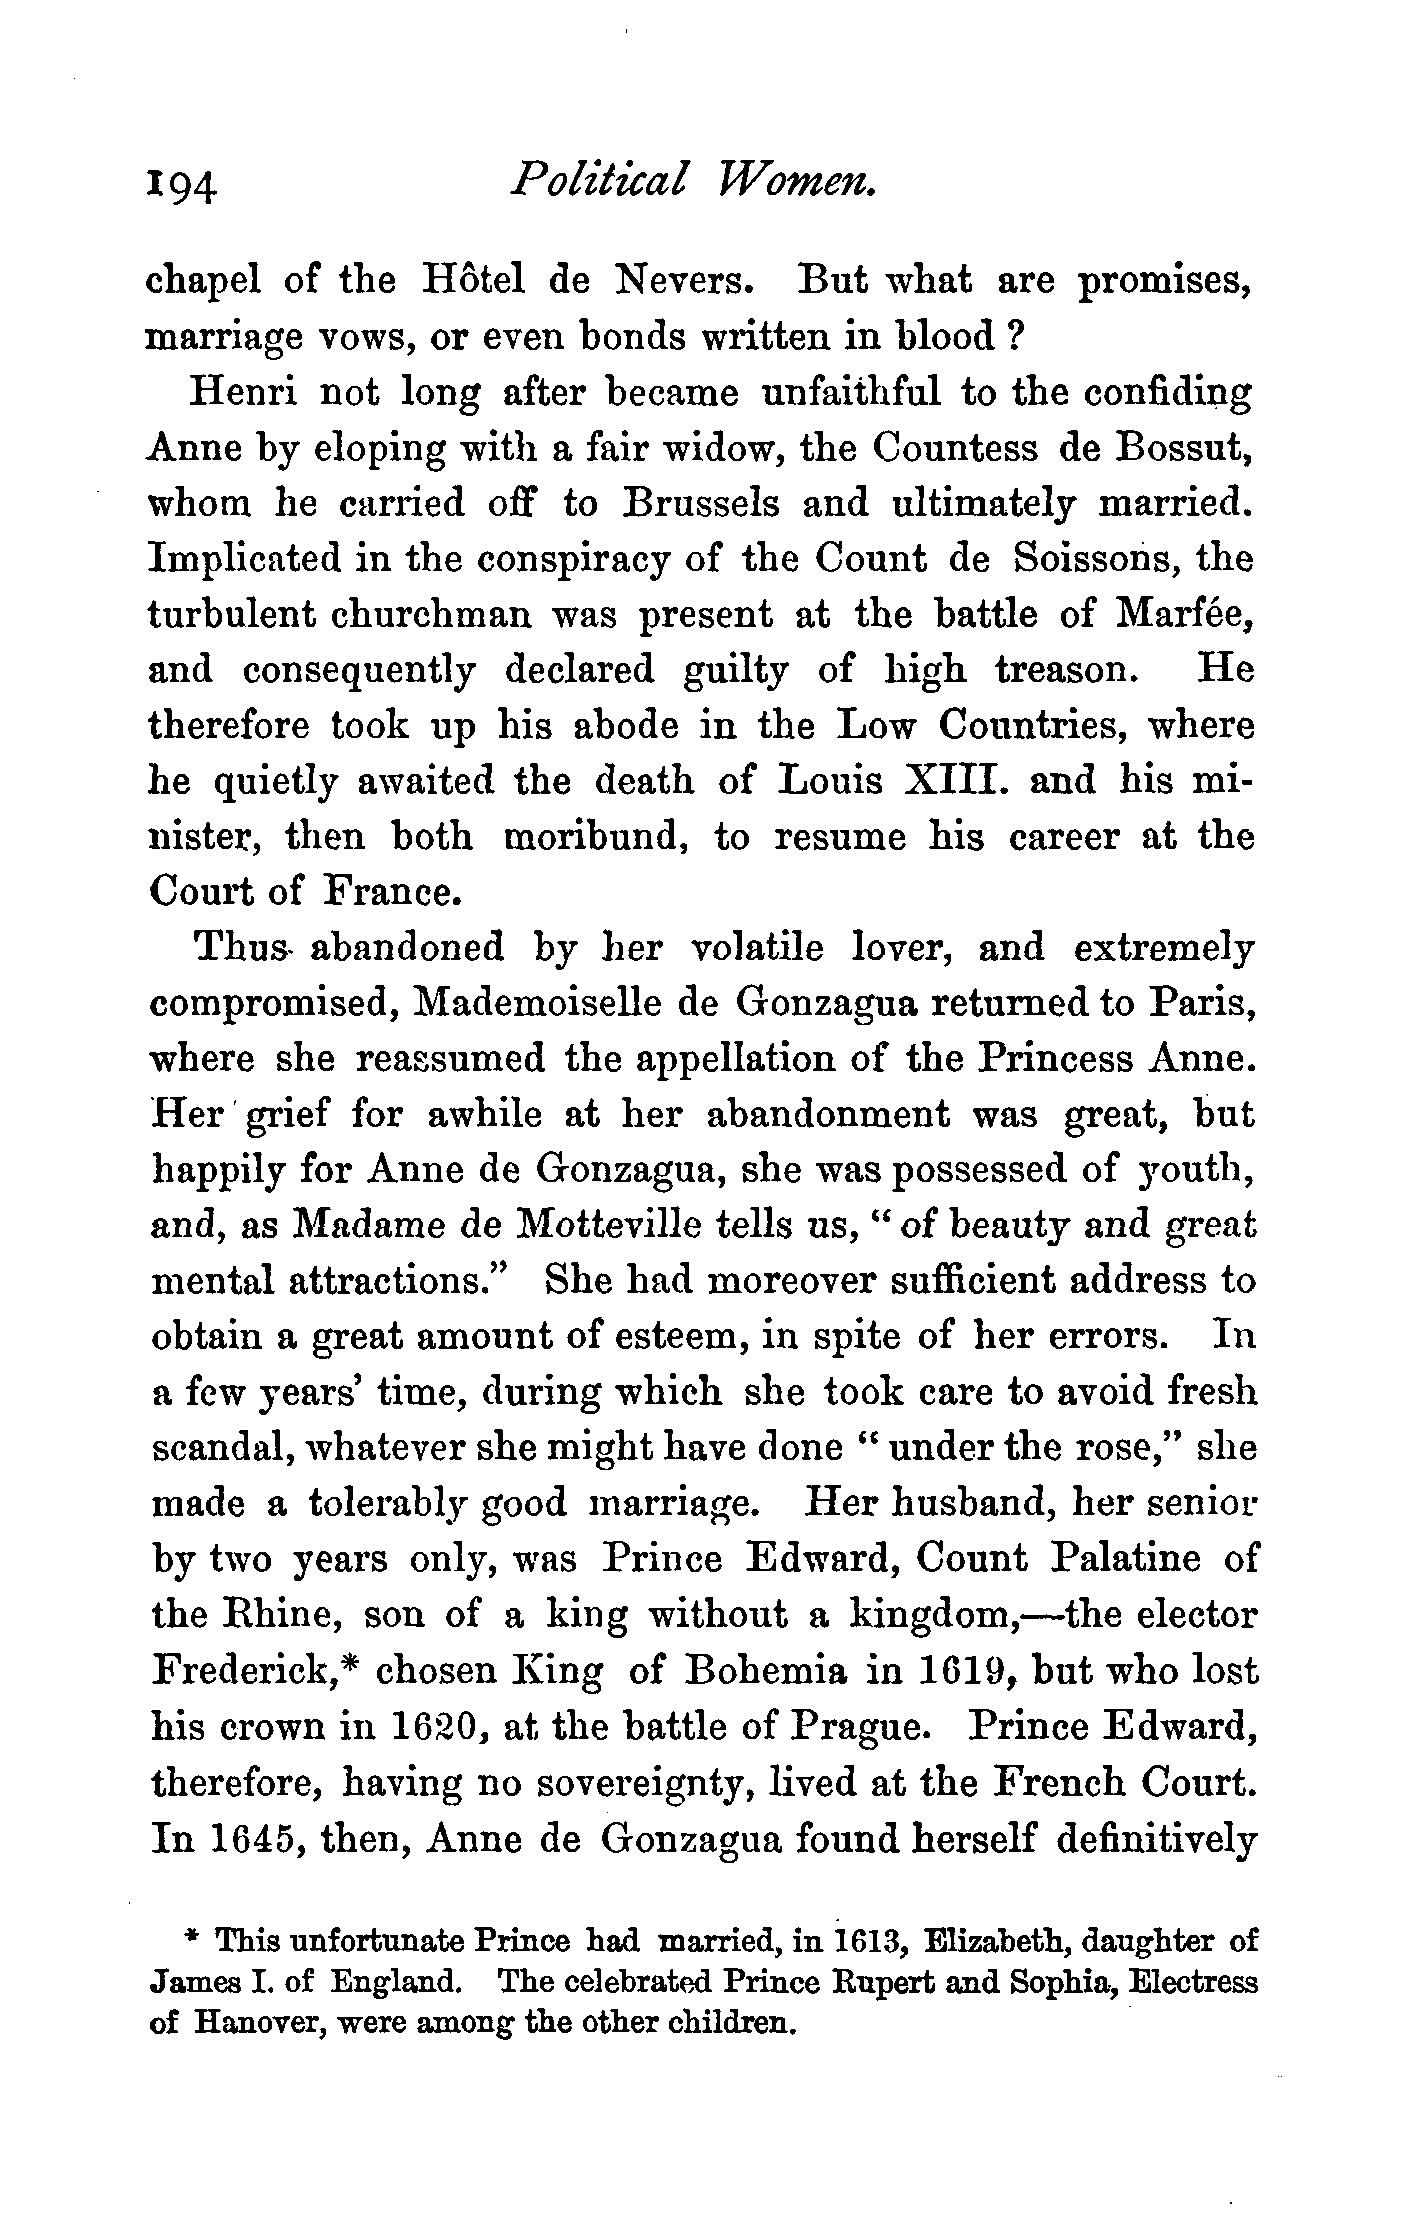 194 Political Women.
chapel of the Hôtel de Nevers. But what are promises,
marriage vows, or even bonds written in blood ?
Henri not long after became unfaithful to the confiding
Anne by eloping with a fair widow, the Countess de Bossut,
whom he carried off to Brussels and ultimately married.
Implicated in the conspiracy of the Count de Soissons, the
turbulent churchman was present at the battle of Marfée,
and consequently declared guilty of high treason. He
therefore took up his abode in the Low Countries, where
he quietly awaited the death of Louis XIII. and his mi-
nister, then both moribund, to resume his career at the
Court of France.
Thus abandoned by her volatile lover, and extremely
compromised, Mademoiselle de Gonzagua returned to Paris,
where she reassumed the appellation of the Princess Anne.
Her grief for awhile at her abandonment was great, but
happily for Anne de Gonzagua, she was possessed of youth,
and, as Madame de Motteville tells us, “ of beauty and great
mental attractions.” She had moreover sufficient address to
obtain a great amount of esteem, in spite of her errors. In
a few years’ time, during which she took care to avoid fresh
scandal, whatever she might have done “ under the rose,” she
made a tolerably good marriage. Her husband, her senior
by two years only, was Prince Edward, Count Palatine of
the Rhine, son of a king without a kingdom,—the elector
Frederick,* chosen King of Bohemia in 1619, but who lost
his crown in 1620, at the battle of Prague. Prince Edward,
therefore, having no sovereignty, lived at the French Court.
In 1645, then, Anne de Gonzagua found herself definitively
* This unfortunate Prince had married, in 1613, Elizabeth, daughter of
James I. of England. The celebrated Prince Rupert and Sophia, Electress
of Hanover, were among the other children.